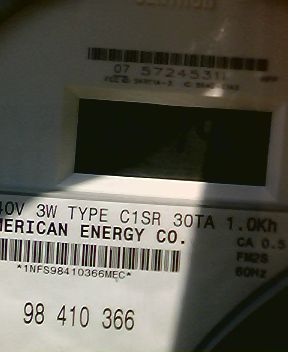 CAUTION
07 57245311
40V 3W TYPE C1SR 30TA 1.0Kh
MERICAN ENERGY CO.
CA 0.5
FM2S
60Hz
*1NFS98410366MEC*
98 410 366